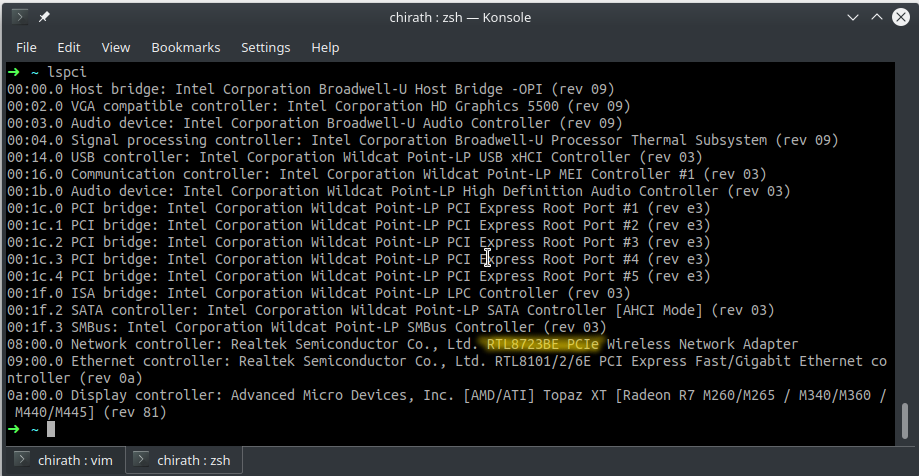 chirath : zsh — Konsole
File Edit View Bookmarks Settings Help
➜ ~ lspci
00:00.0 Host bridge: Intel Corporation Broadwell-U Host Bridge -OPI (rev 09)
00:02.0 VGA compatible controller: Intel Corporation HD Graphics 5500 (rev 09)
00:03.0 Audio device: Intel Corporation Broadwell-U Audio Controller (rev 09)
00:04.0 Signal processing controller: Intel Corporation Broadwell-U Processor Thermal Subsystem (rev 09)
00:14.0 USB controller: Intel Corporation Wildcat Point-LP USB xHCI Controller (rev 03)
00:16.0 Communication controller: Intel Corporation Wildcat Point-LP MEI Controller #1 (rev 03)
00:1b.0 Audio device: Intel Corporation Wildcat Point-LP High Definition Audio Controller (rev 03)
00:1c.0 PCI bridge: Intel Corporation Wildcat Point-LP PCI Express Root Port #1 (rev e3)
00:1c.1 PCI bridge: Intel Corporation Wildcat Point-LP PCI Express Root Port #2 (rev e3)
00:1c.2 PCI bridge: Intel Corporation Wildcat Point-LP PCI Express Root Port #3 (rev e3)
00:1c.3 PCI bridge: Intel Corporation Wildcat Point-LP PCI Express Root Port #4 (rev e3)
00:1c.4 PCI bridge: Intel Corporation Wildcat Point-LP PCI Express Root Port #5 (rev e3)
00:1f.0 ISA bridge: Intel Corporation Wildcat Point-LP LPC Controller (rev 03)
00:1f.2 SATA controller: Intel Corporation Wildcat Point-LP SATA Controller [AHCI Mode] (rev 03)
00:1f.3 SMBus: Intel Corporation Wildcat Point-LP SMBus Controller (rev 03)
08:00.0 Network controller: Realtek Semiconductor Co., Ltd. RTL8723BE PCIe Wireless Network Adapter
09:00.0 Ethernet controller: Realtek Semiconductor Co., Ltd. RTL8101/2/6E PCI Express Fast/Gigabit Ethernet co
ntroller (rev 0a)
0a:00.0 Display controller: Advanced Micro Devices, Inc. [AMD/ATI] Topaz XT [Radeon R7 M260/M265 / M340/M360 /
M440/M445] (rev 81)
➜ ~
chirath : vim chirath : zsh